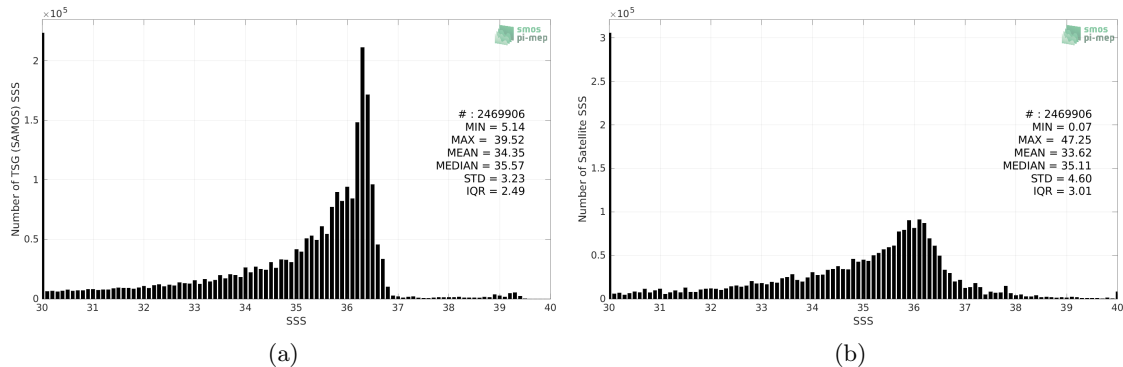 ×10⁵
smos
pi-mep
Number of TSG (SAMOS) SSS
2
1.5
1
0.5
0
# : 2469906
MIN = 5.14
MAX = 39.52
MEAN = 34.35
MEDIAN = 35.57
STD = 3.23
IQR = 2.49
30 31 32 33 34 35 36 37 38 39 40
SSS
(a)
×10⁵
smos
pi-mep
Number of Satellite SSS
3
2.5
2
1.5
1
0.5
0
# : 2469906
MIN = 0.07
MAX = 47.25
MEAN = 33.62
MEDIAN = 35.11
STD = 4.60
IQR = 3.01
30 31 32 33 34 35 36 37 38 39 40
SSS
(b)